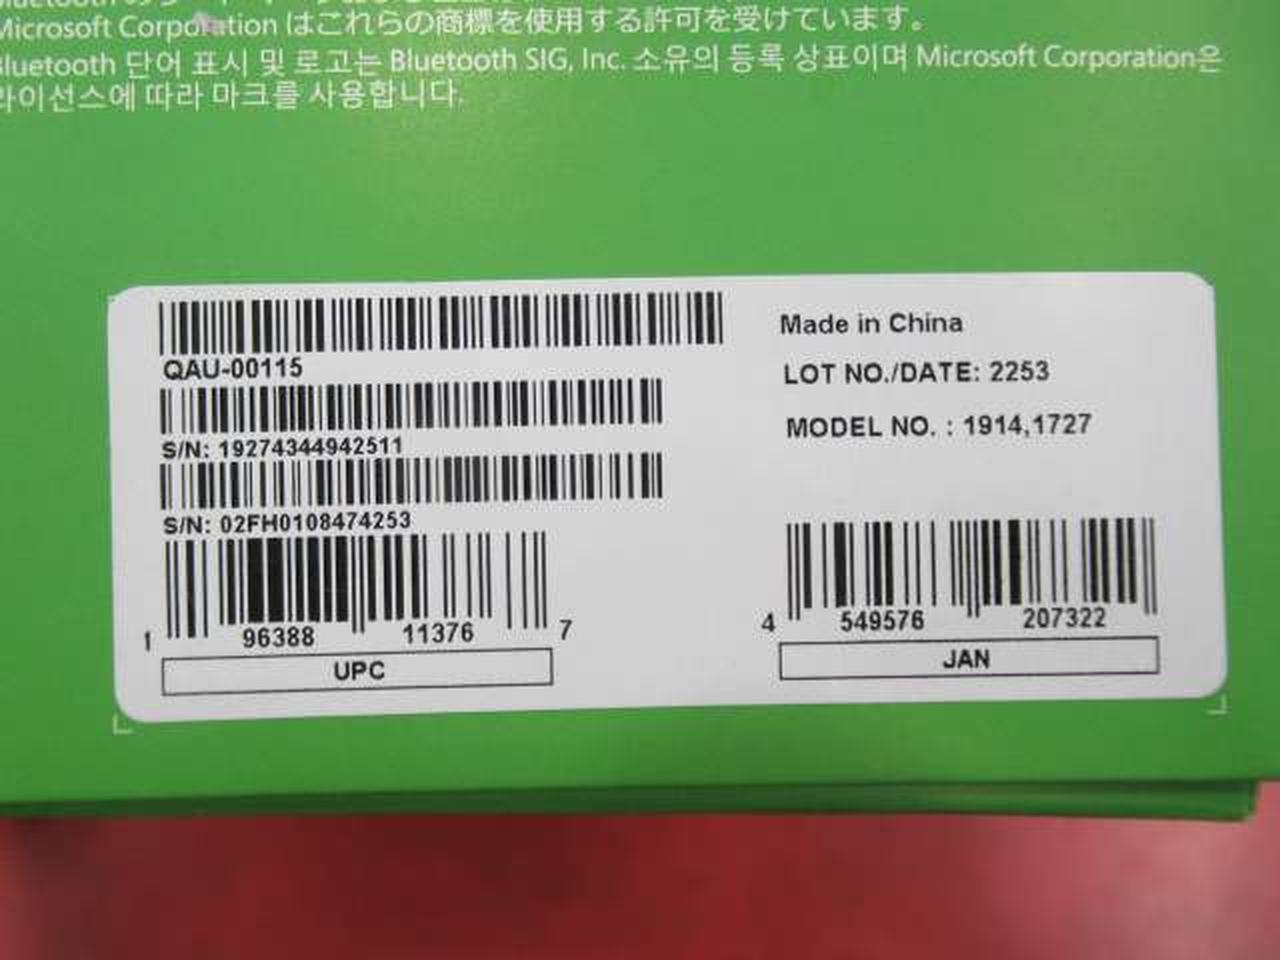 Microsoft Corporation はこれらの商標を使用する許可を受けています。
Bluetooth 단어 표시 및 로고는 Bluetooth SIG, Inc. 소유의 등록 상표이며 Microsoft Corporation은
라이선스에 따라 마크를 사용합니다.
QAU-00115
S/N: 19274344942511
S/N: 02FH0108474253
1 96388 11376 7
UPC
Made in China
LOT NO./DATE: 2253
MODEL NO. : 1914,1727
4 549576 207322
JAN